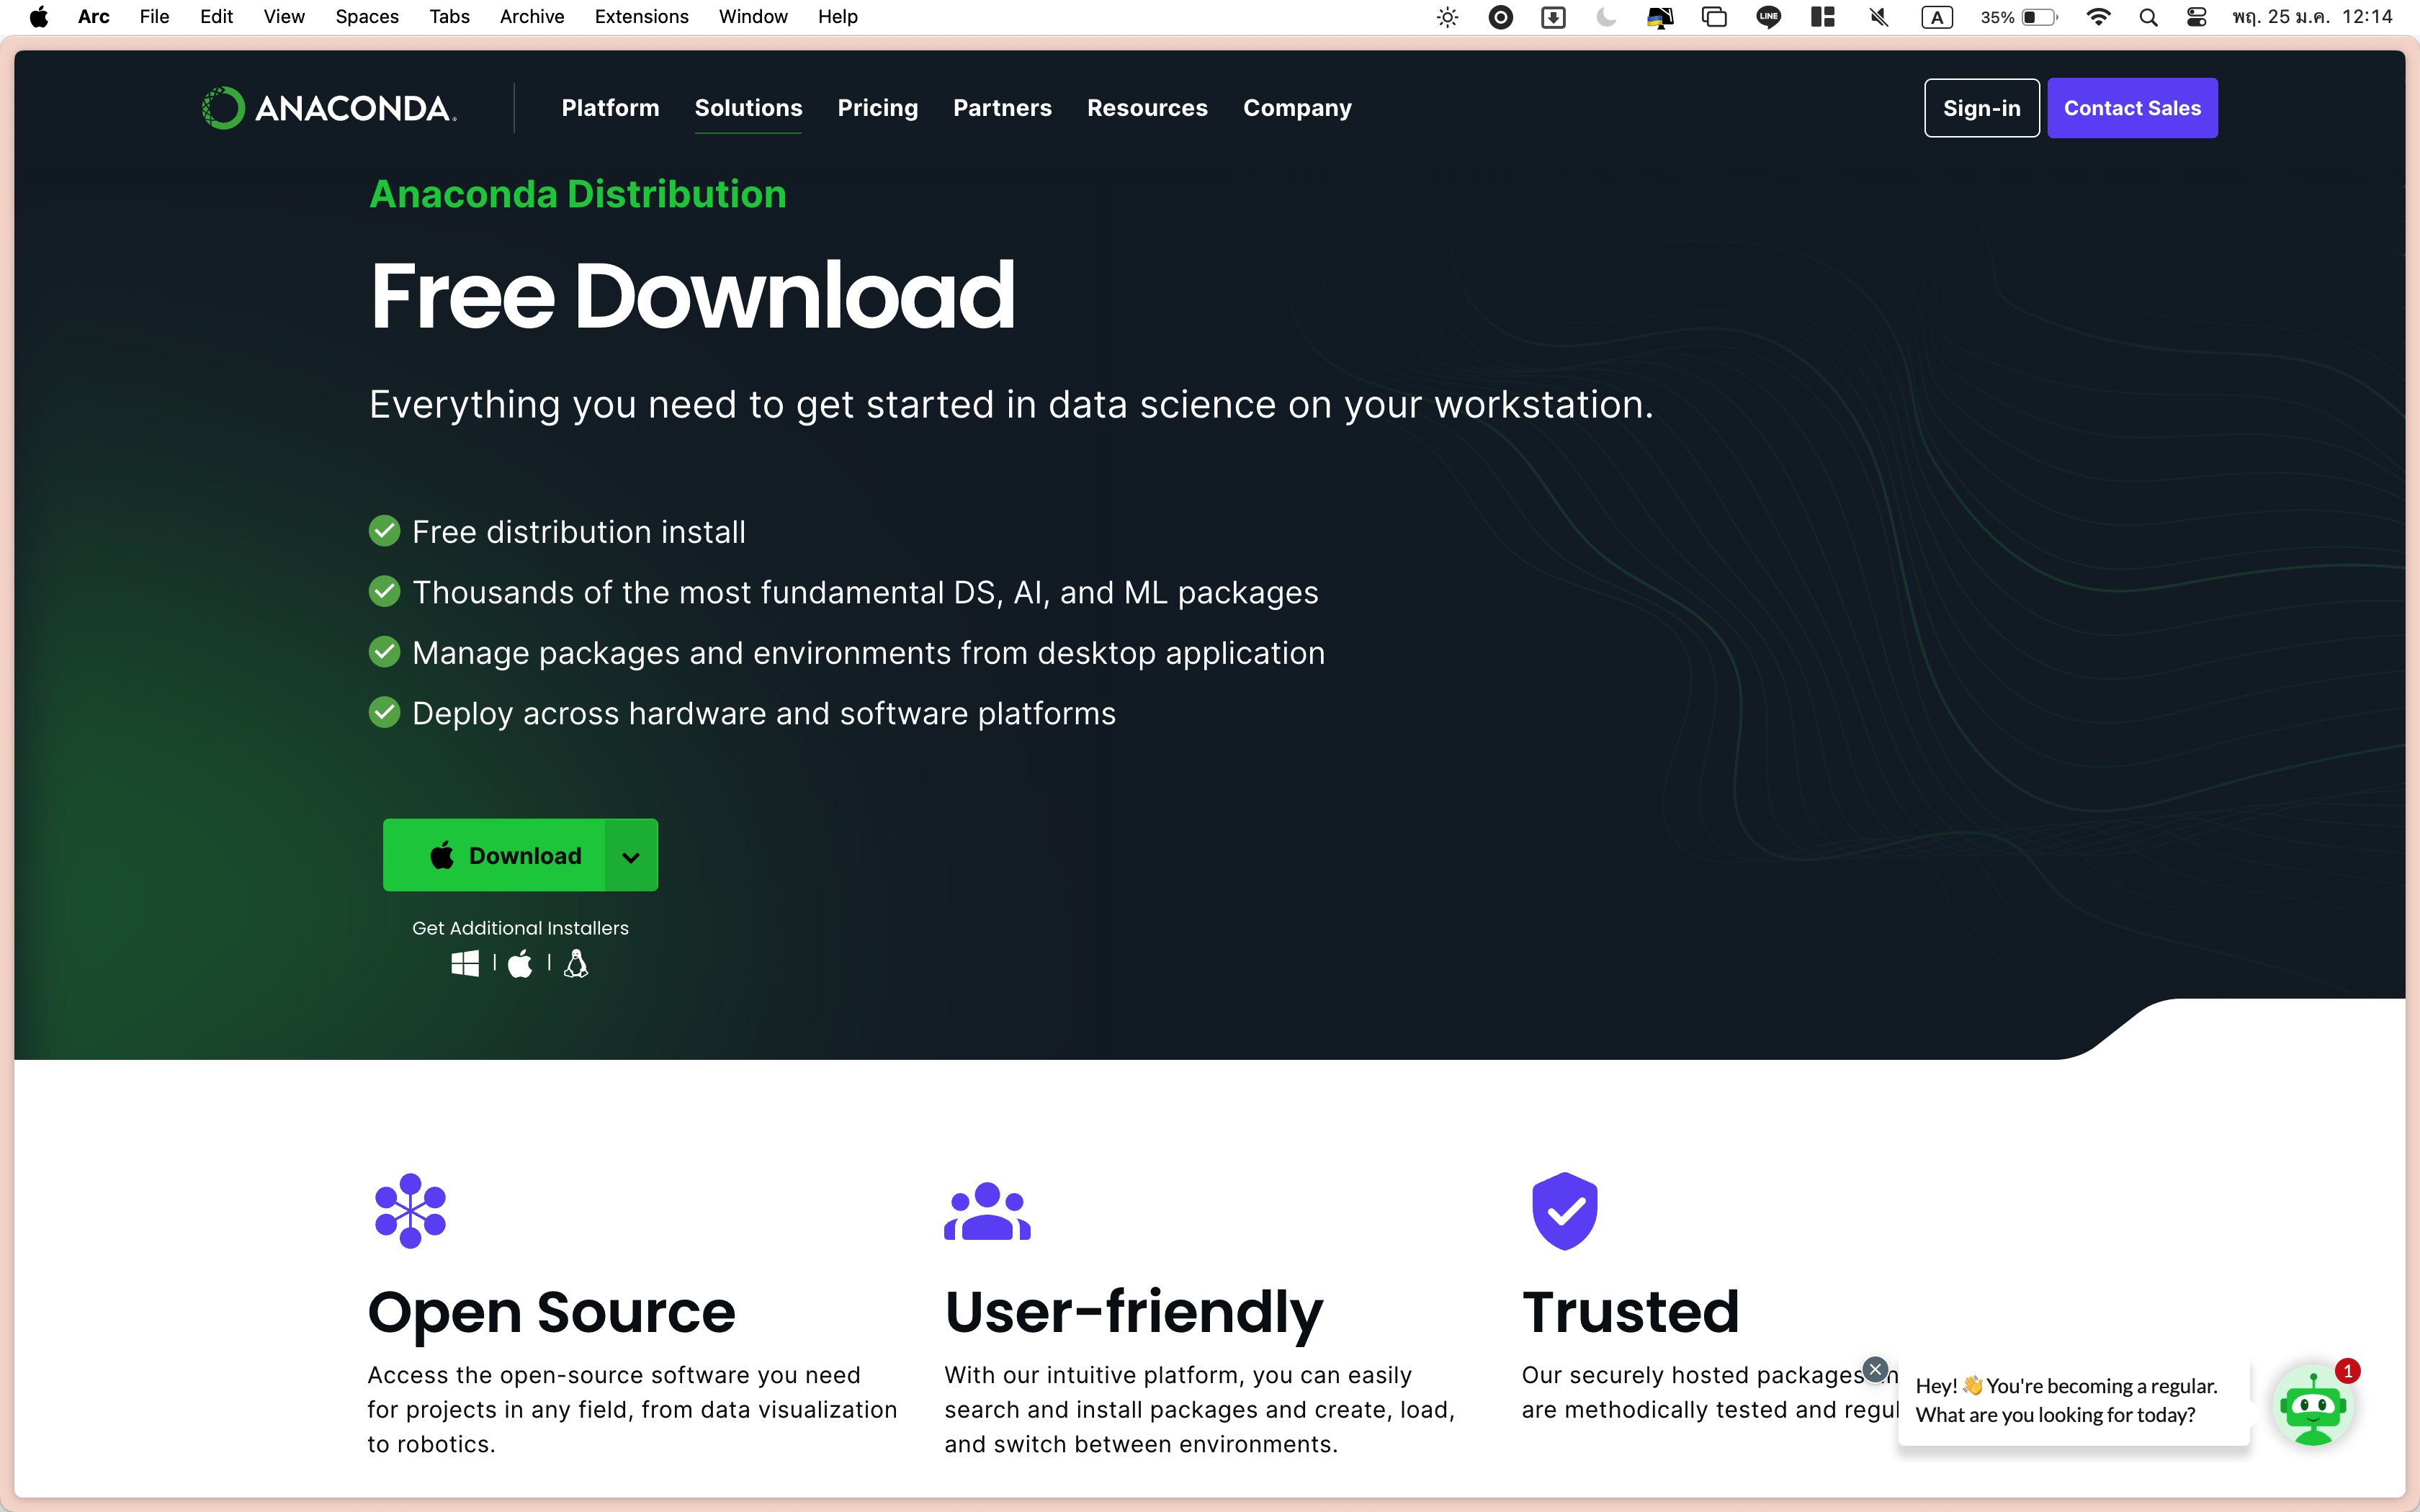 Arc File Edit View Spaces Tabs Archive Extensions Window Help
LINE A 35% พฤ. 25 ม.ค. 12:14
ANACONDA.
Platform Solutions Pricing Partners Resources Company
Sign-in Contact Sales
Anaconda Distribution
Free Download
Everything you need to get started in data science on your workstation.
Free distribution install
Thousands of the most fundamental DS, AI, and ML packages
Manage packages and environments from desktop application
Deploy across hardware and software platforms
Download
Get Additional Installers
Open Source
Access the open-source software you need
for projects in any field, from data visualization
to robotics.
User-friendly
With our intuitive platform, you can easily
search and install packages and create, load,
and switch between environments.
Trusted
Our securely hosted packages
are methodically tested and
Hey! 👋 You're becoming a regular.
What are you looking for today?
1